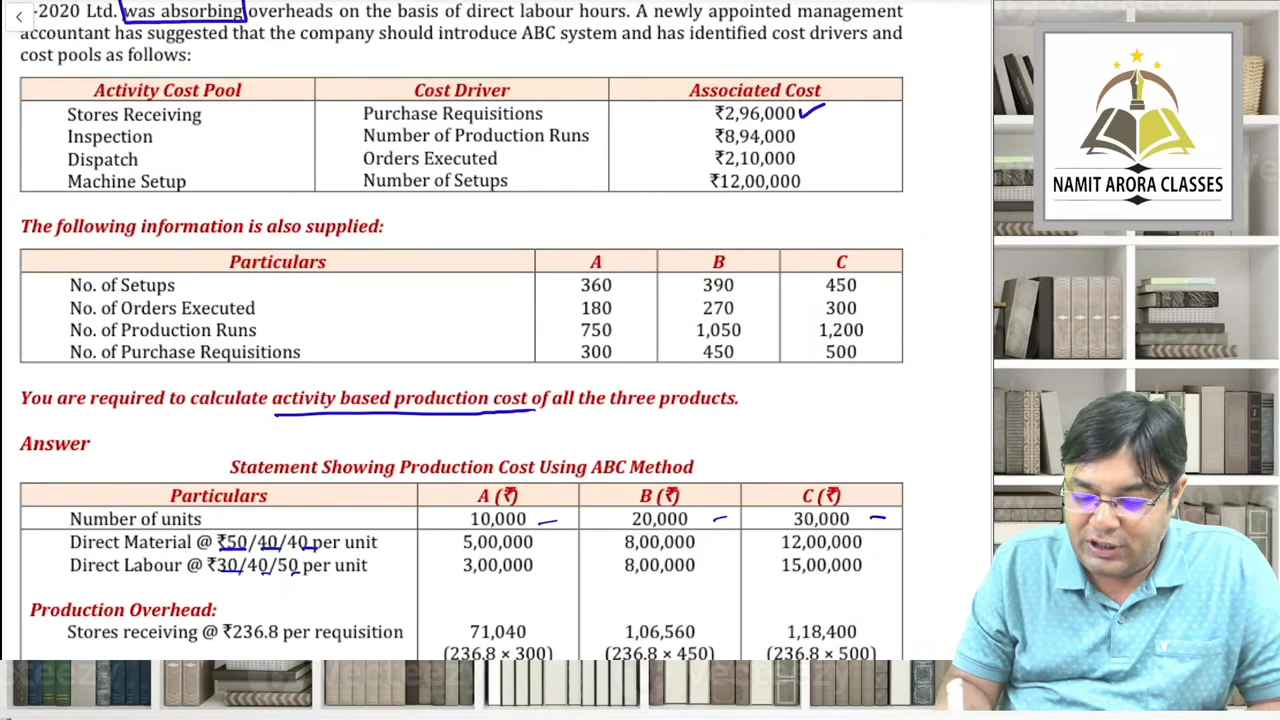 -2020 Ltd. was absorbing overheads on the basis of direct labour hours. A newly appointed management
accountant has suggested that the company should introduce ABC system and has identified cost drivers and
cost pools as follows:
Activity Cost Pool Cost Driver Associated Cost
Stores Receiving Purchase Requisitions ₹2,96,000
Inspection Number of Production Runs ₹8,94,000
Dispatch Orders Executed ₹2,10,000
Machine Setup Number of Setups ₹12,00,000
The following information is also supplied:
Particulars A B C
No. of Setups 360 390 450
No. of Orders Executed 180 270 300
No. of Production Runs 750 1,050 1,200
No. of Purchase Requisitions 300 450 500
You are required to calculate activity based production cost of all the three products.
Answer
Statement Showing Production Cost Using ABC Method
Particulars A (₹) B (₹) C (₹)
Number of units 10,000 20,000 30,000
Direct Material @ ₹50/40/40 per unit 5,00,000 8,00,000 12,00,000
Direct Labour @ ₹30/40/50 per unit 3,00,000 8,00,000 15,00,000
Production Overhead:
Stores receiving @ ₹236.8 per requisition 71,040 1,06,560 1,18,400
(236.8 × 300) (236.8 × 450) (236.8 × 500)
NAMIT ARORA CLASSES